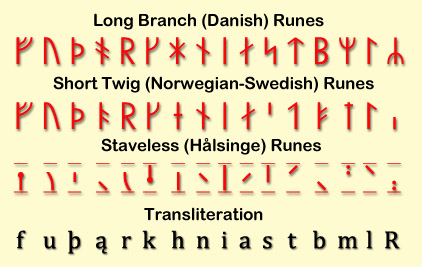 Long Branch (Danish) Runes
ᚠ ᚢ ᚦ ᚬ ᚱ ᚴ ᚼ ᚾ ᛁ ᛅ ᛋ ᛏ ᛒ ᛘ ᛚ ᛦ
Short Twig (Norwegian-Swedish) Runes
ᚠ ᚢ ᚦ ᚭ ᚱ ᚴ ᚽ ᚿ ᛁ ᛆ ᛌ ᛐ ᛓ ᛙ ᛚ ᛧ
Staveless (Hålsinge) Runes
Transliteration
f u þ ą r k h n i a s t b m l R